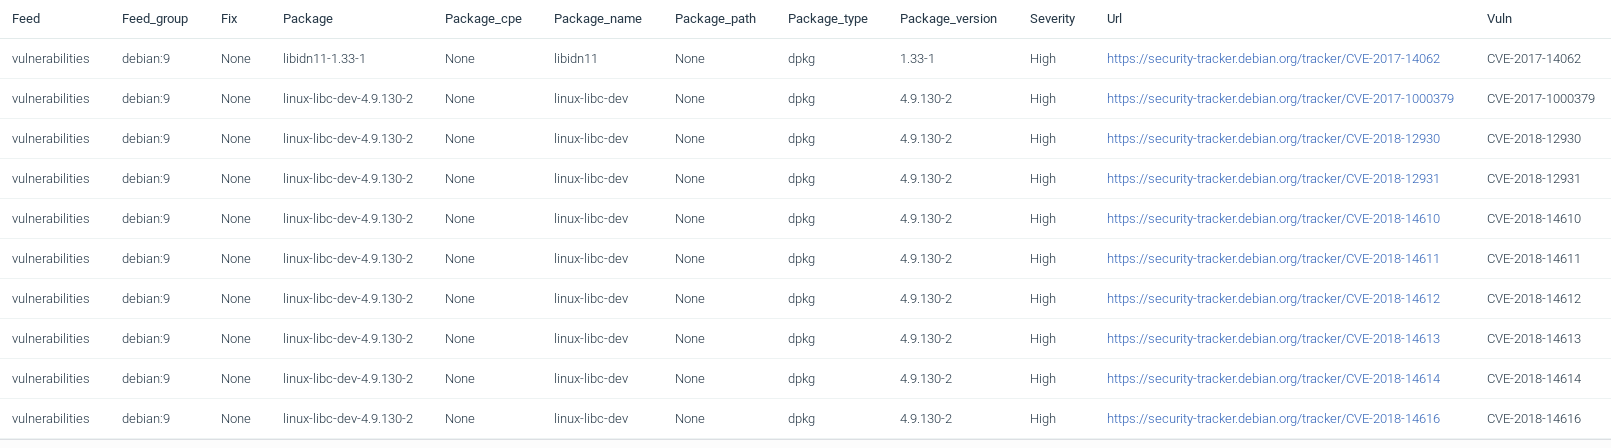 Feed Feed_group Fix Package Package_cpe Package_name Package_path Package_type Package_version Severity Url Vuln
vulnerabilities debian:9 None libidn11-1.33-1 None libidn11 None dpkg 1.33-1 High https://security-tracker.debian.org/tracker/CVE-2017-14062 CVE-2017-14062
vulnerabilities debian:9 None linux-libc-dev-4.9.130-2 None linux-libc-dev None dpkg 4.9.130-2 High https://security-tracker.debian.org/tracker/CVE-2017-1000379 CVE-2017-1000379
vulnerabilities debian:9 None linux-libc-dev-4.9.130-2 None linux-libc-dev None dpkg 4.9.130-2 High https://security-tracker.debian.org/tracker/CVE-2018-12930 CVE-2018-12930
vulnerabilities debian:9 None linux-libc-dev-4.9.130-2 None linux-libc-dev None dpkg 4.9.130-2 High https://security-tracker.debian.org/tracker/CVE-2018-12931 CVE-2018-12931
vulnerabilities debian:9 None linux-libc-dev-4.9.130-2 None linux-libc-dev None dpkg 4.9.130-2 High https://security-tracker.debian.org/tracker/CVE-2018-14610 CVE-2018-14610
vulnerabilities debian:9 None linux-libc-dev-4.9.130-2 None linux-libc-dev None dpkg 4.9.130-2 High https://security-tracker.debian.org/tracker/CVE-2018-14611 CVE-2018-14611
vulnerabilities debian:9 None linux-libc-dev-4.9.130-2 None linux-libc-dev None dpkg 4.9.130-2 High https://security-tracker.debian.org/tracker/CVE-2018-14612 CVE-2018-14612
vulnerabilities debian:9 None linux-libc-dev-4.9.130-2 None linux-libc-dev None dpkg 4.9.130-2 High https://security-tracker.debian.org/tracker/CVE-2018-14613 CVE-2018-14613
vulnerabilities debian:9 None linux-libc-dev-4.9.130-2 None linux-libc-dev None dpkg 4.9.130-2 High https://security-tracker.debian.org/tracker/CVE-2018-14614 CVE-2018-14614
vulnerabilities debian:9 None linux-libc-dev-4.9.130-2 None linux-libc-dev None dpkg 4.9.130-2 High https://security-tracker.debian.org/tracker/CVE-2018-14616 CVE-2018-14616